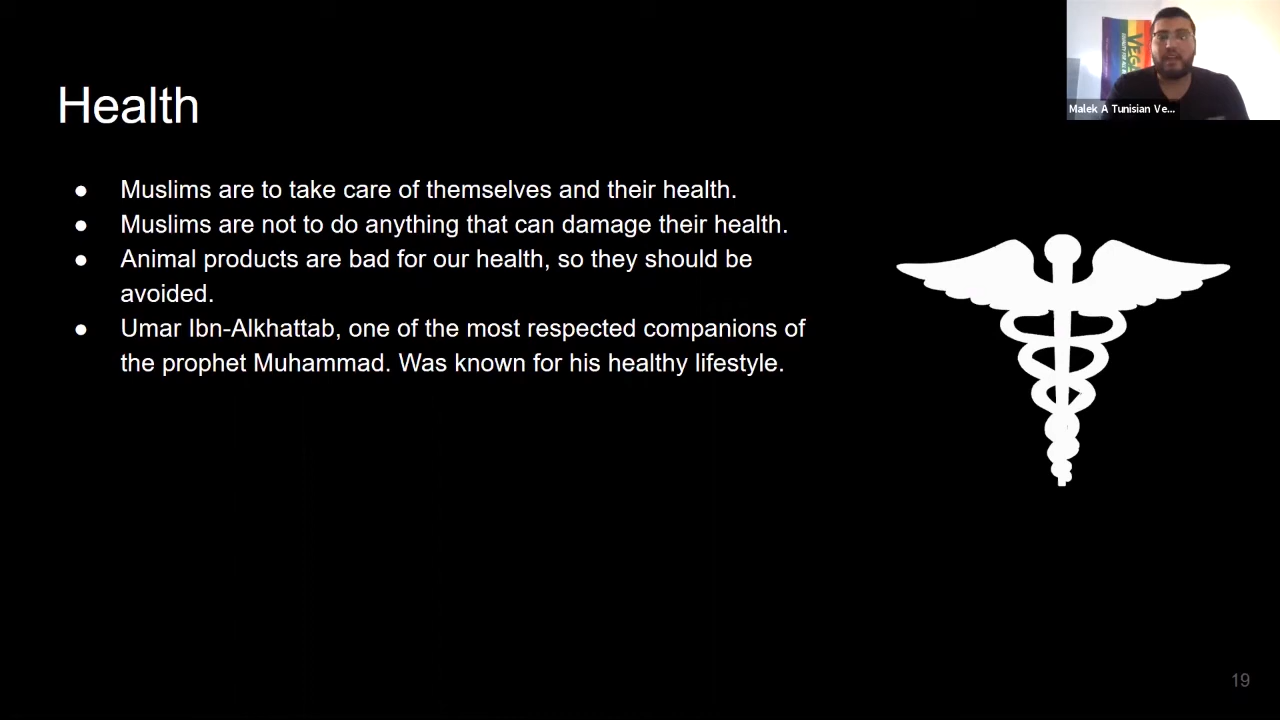 Health
Malek A Tunisian Ve...
● Muslims are to take care of themselves and their health.
● Muslims are not to do anything that can damage their health.
● Animal products are bad for our health, so they should be
avoided.
● Umar Ibn-Alkhattab, one of the most respected companions of
the prophet Muhammad. Was known for his healthy lifestyle.
19